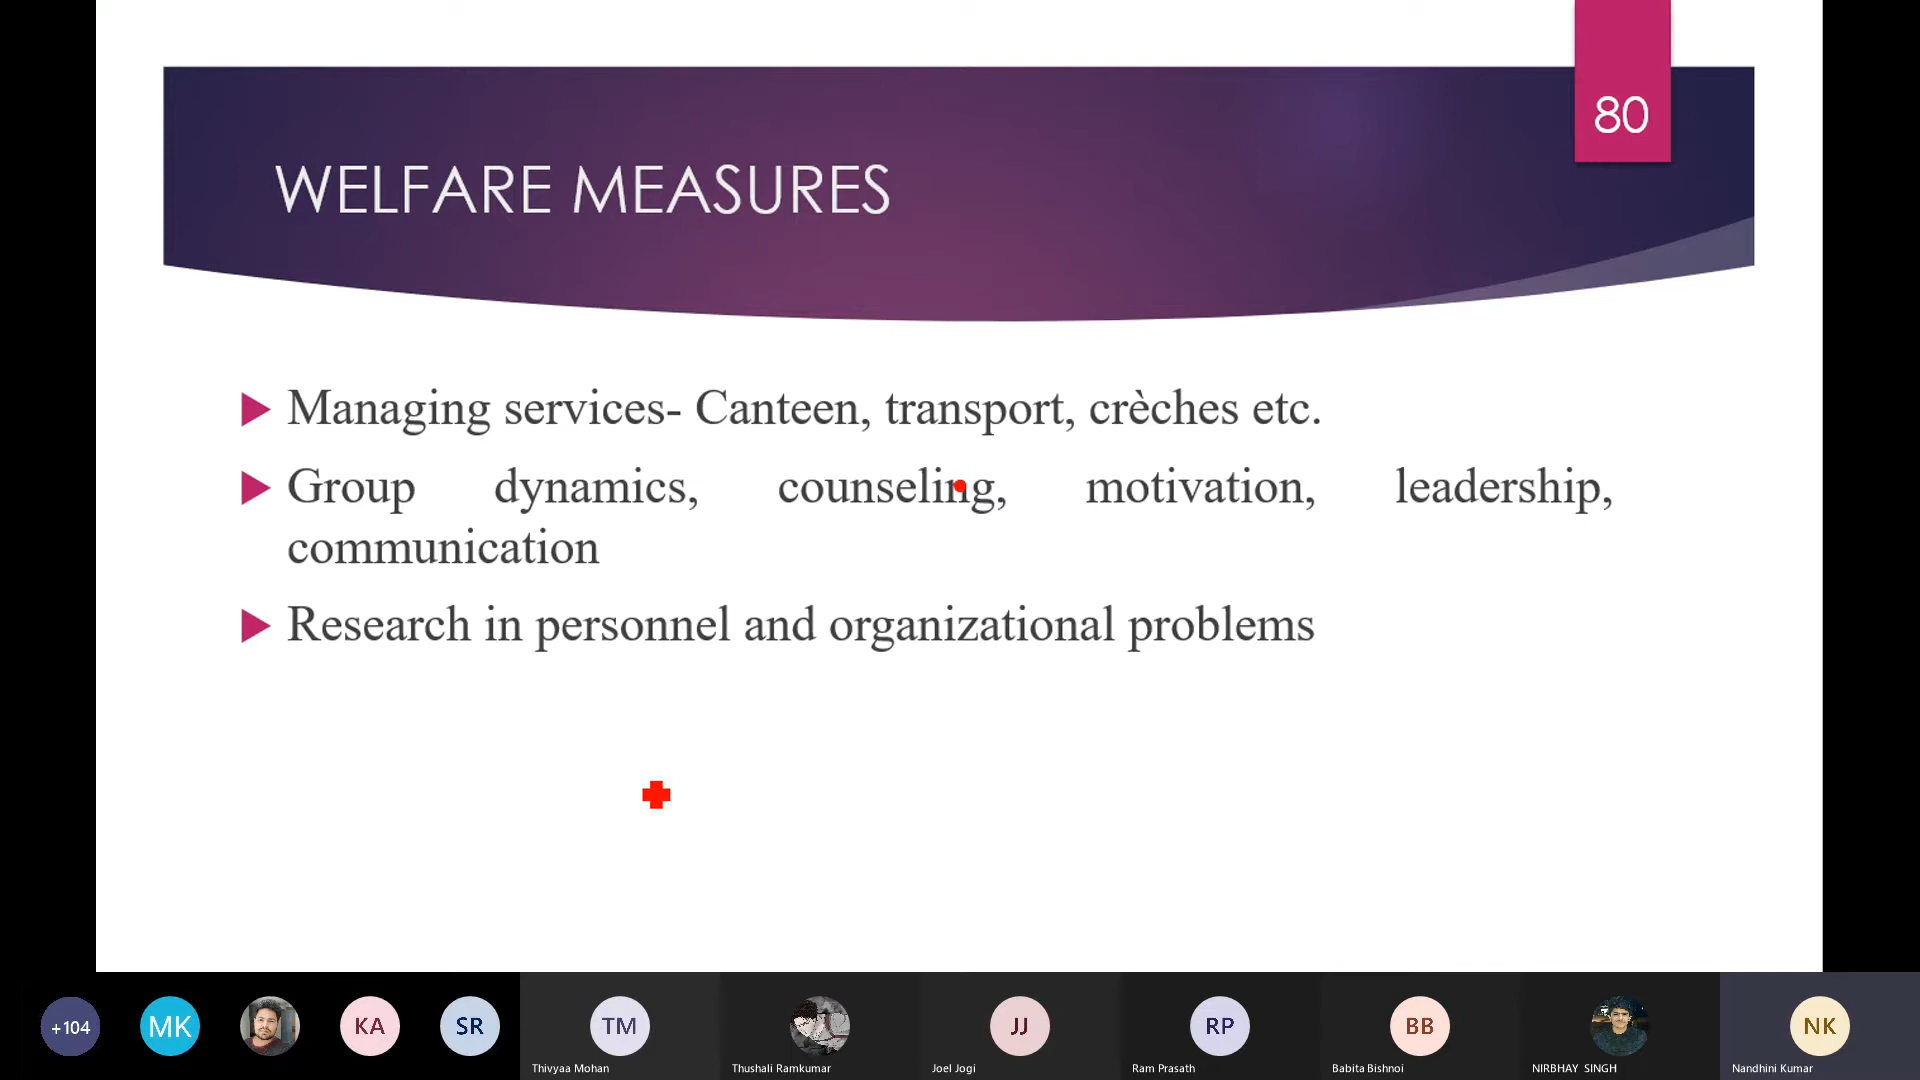 80
WELFARE MEASURES
Managing services- Canteen, transport, crèches etc.
Group dynamics, counseling, motivation, leadership,
communication
Research in personnel and organizational problems
+104 MK KA SR TM JJ RP BB NK
Thivyaa Mohan Thushali Ramkumar Joel Jogi Ram Prasath Babita Bishnoi NIRBHAY SINGH Nandhini Kumar